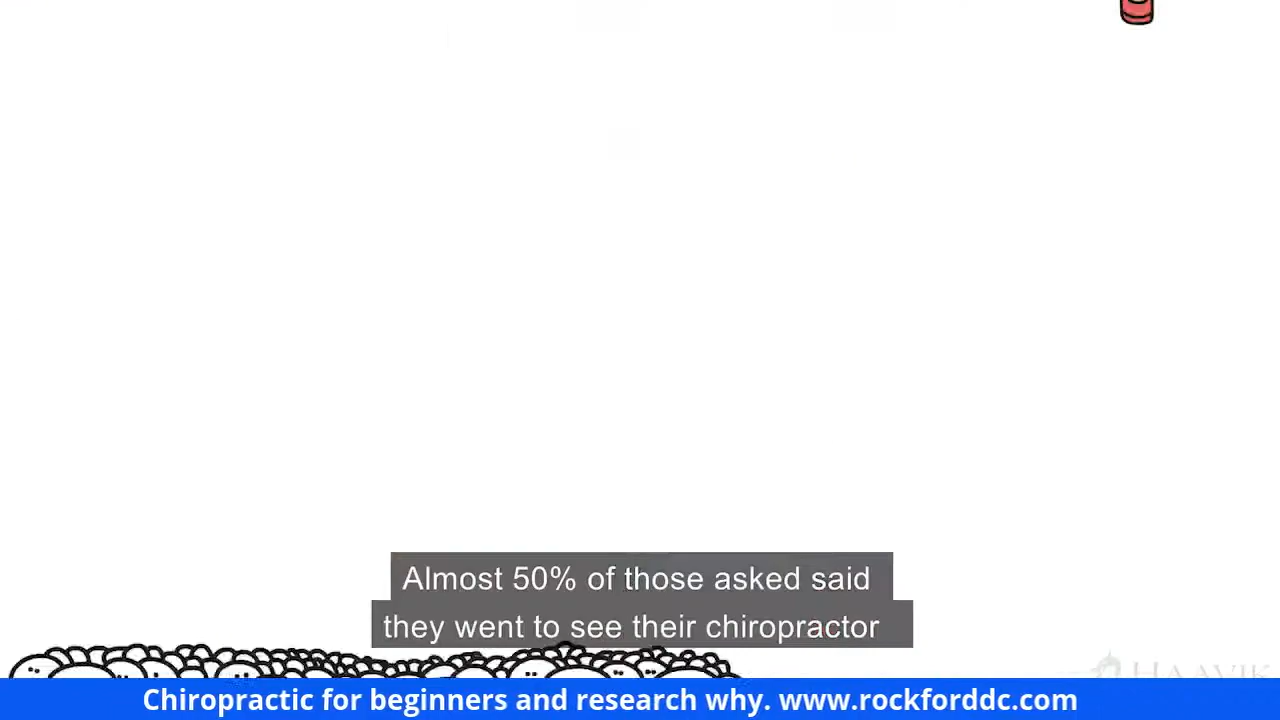 Almost 50% of those asked said
they went to see their chiropractor
HAAVIK
Chiropractic for beginners and research why. www.rockforddc.com